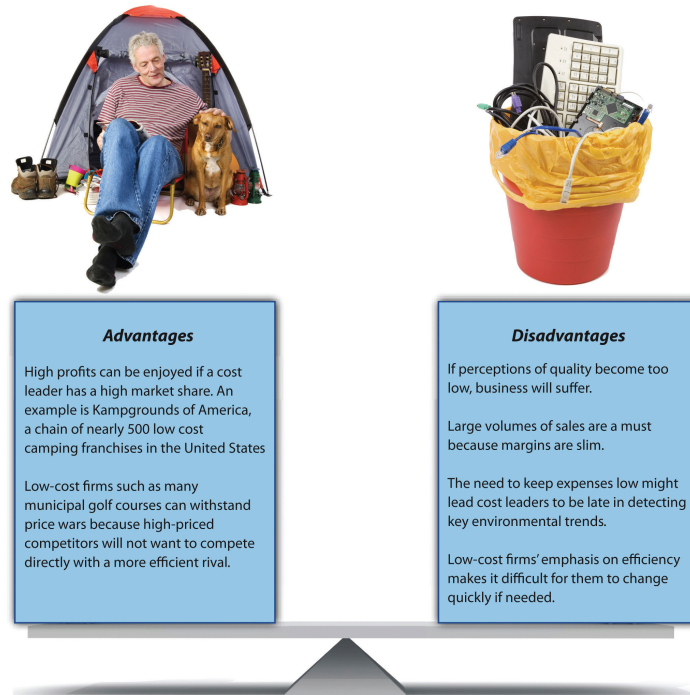 Advantages
High profits can be enjoyed if a cost
leader has a high market share. An
example is Kampgrounds of America,
a chain of nearly 500 low cost
camping franchises in the United States
Low-cost firms such as many
municipal golf courses can withstand
price wars because high-priced
competitors will not want to compete
directly with a more efficient rival.
Disadvantages
If perceptions of quality become too
low, business will suffer.
Large volumes of sales are a must
because margins are slim.
The need to keep expenses low might
lead cost leaders to be late in detecting
key environmental trends.
Low-cost firms' emphasis on efficiency
makes it difficult for them to change
quickly if needed.